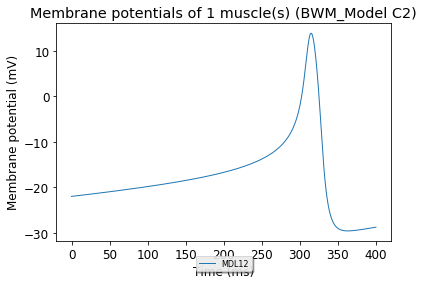 Membrane potentials of 1 muscle(s) (BWM_Model C2)
Membrane potential (mV)
10
0
−10
−20
−30
0 50 100 150 200 250 300 350 400
Time (ms)
MDL12